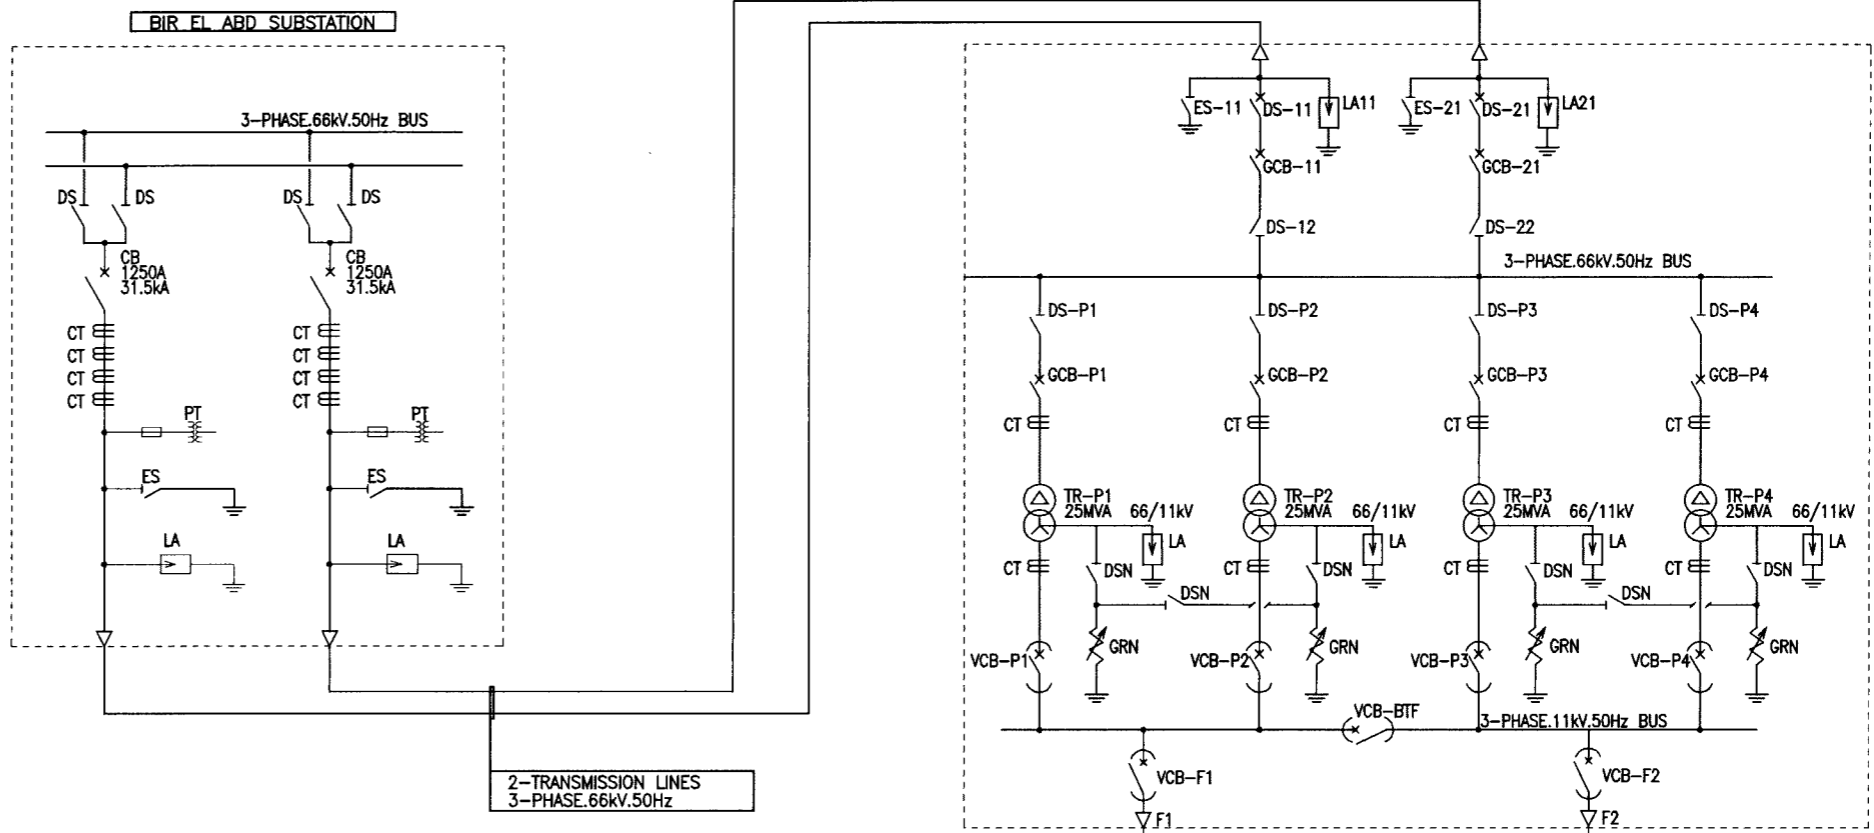 BIR EL ABD SUBSTATION
3-PHASE.66kV.50Hz BUS
DS
DS
DS
DS
CB
1250A
31.5kA
CB
1250A
31.5kA
CT
CT
CT
CT
CT
CT
CT
CT
PT
PT
ES
ES
LA
LA
2-TRANSMISSION LINES
3-PHASE.66kV.50Hz
ES-11
DS-11
LA11
ES-21
DS-21
LA21
GCB-11
GCB-21
DS-12
DS-22
3-PHASE.66kV.50Hz BUS
DS-P1
DS-P2
DS-P3
DS-P4
GCB-P1
GCB-P2
GCB-P3
GCB-P4
CT
CT
CT
CT
TR-P1
25MVA 66/11kV
TR-P2
25MVA 66/11kV
TR-P3
25MVA 66/11kV
TR-P4
25MVA 66/11kV
LA
LA
LA
LA
CT
CT
CT
CT
DSN
DSN
DSN
DSN
DSN
DSN
GRN
GRN
GRN
GRN
VCB-P1
VCB-P2
VCB-P3
VCB-P4
VCB-BTF
3-PHASE.11kV.50Hz BUS
VCB-F1
VCB-F2
F1
F2